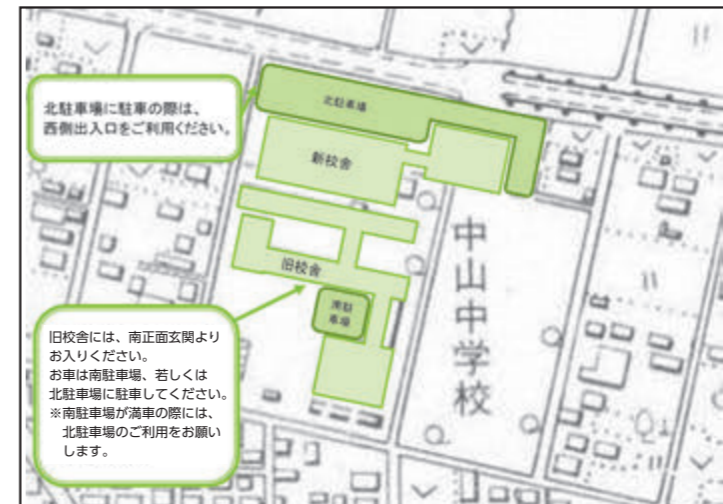 北駐車場に駐車の際は、
西側出入口をご利用ください。
北駐車場
新校舎
旧校舎
南駐
車場
中山中学校
旧校舎には、南正面玄関より
お入りください。
お車は南駐車場、若しくは
北駐車場に駐車してください。
※南駐車場が満車の際には、
北駐車場のご利用をお願い
します。